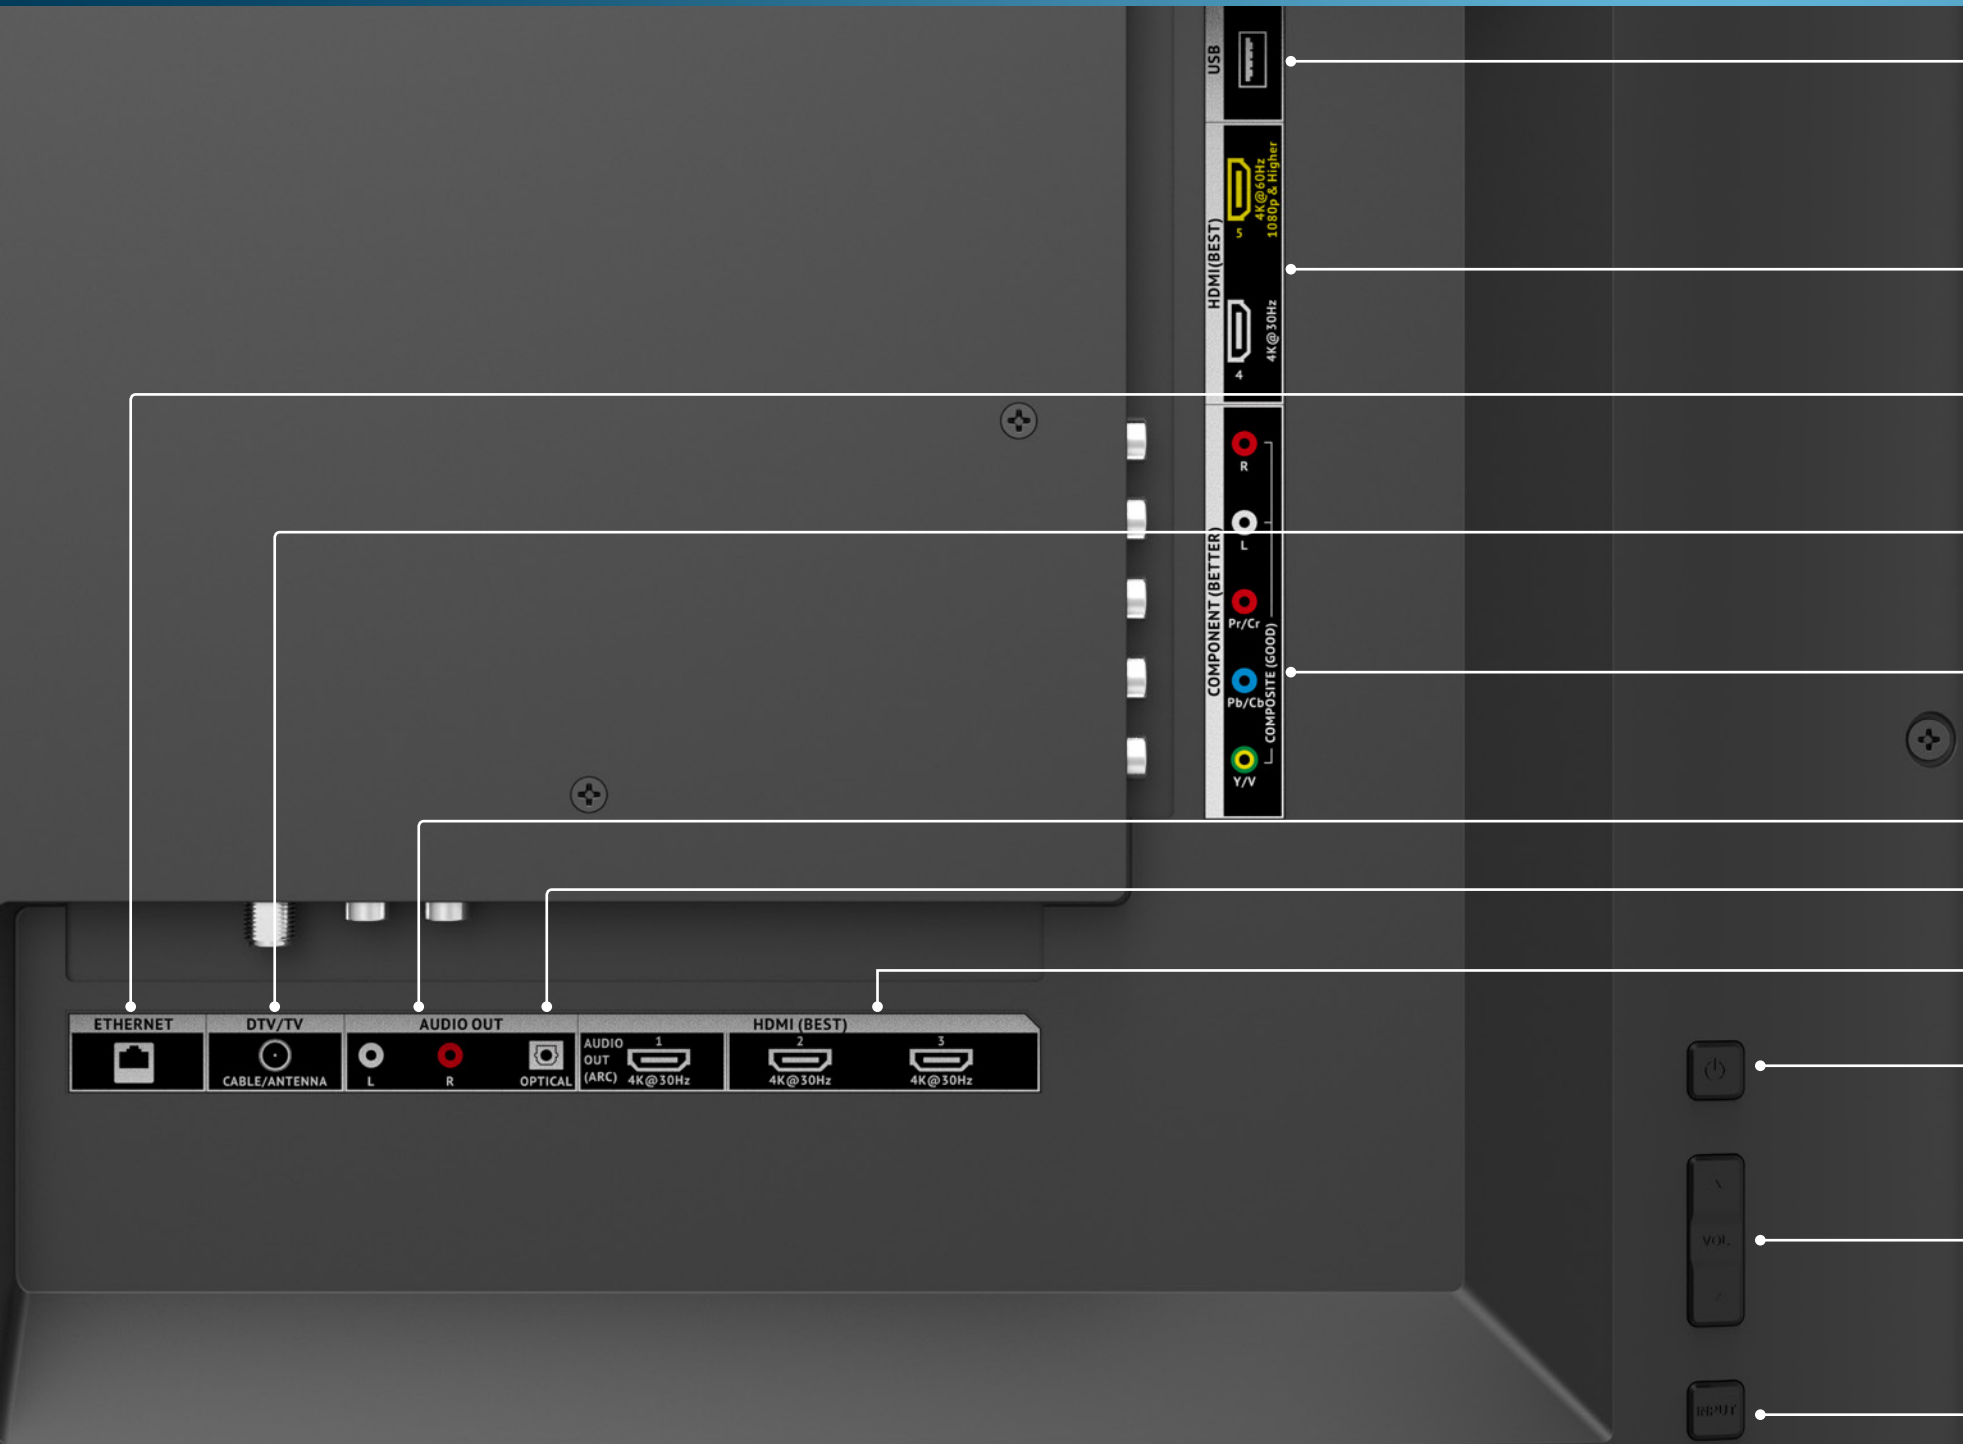 USB
HDMI(BEST)
4K@60Hz
1080p & Higher
5
4K@30Hz
4
COMPONENT (BETTER)
R
L
Pr/Cr
COMPOSITE (GOOD)
Pb/Cb
Y/V
ETHERNET
DTV/TV
CABLE/ANTENNA
AUDIO OUT
L
R
OPTICAL
HDMI (BEST)
AUDIO
OUT
(ARC)
1
4K@30Hz
2
4K@30Hz
3
4K@30Hz
VOL
INPUT